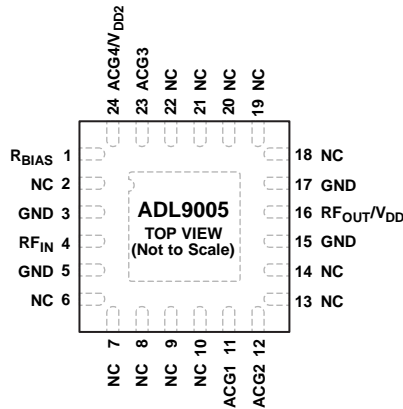 24 ACG4/VDD2
23 ACG3
22 NC
21 NC
20 NC
19 NC
RBIAS 1
NC 2
GND 3
RFIN 4
GND 5
NC 6
ADL9005
TOP VIEW
(Not to Scale)
18 NC
17 GND
16 RFOUT/VDD
15 GND
14 NC
13 NC
NC 7
NC 8
NC 9
NC 10
ACG1 11
ACG2 12